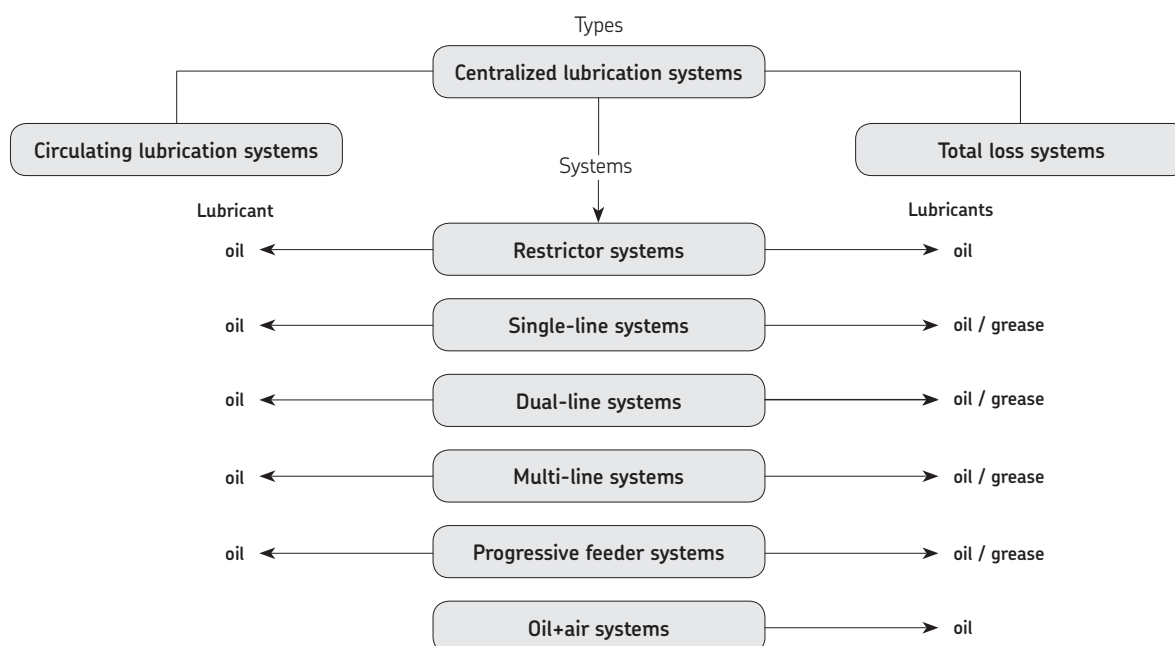 Types
Centralized lubrication systems
Circulating lubrication systems
Total loss systems
Systems
Lubricant
Lubricants
oil
Restrictor systems
oil
oil
Single-line systems
oil / grease
oil
Dual-line systems
oil / grease
oil
Multi-line systems
oil / grease
oil
Progressive feeder systems
oil / grease
Oil+air systems
oil